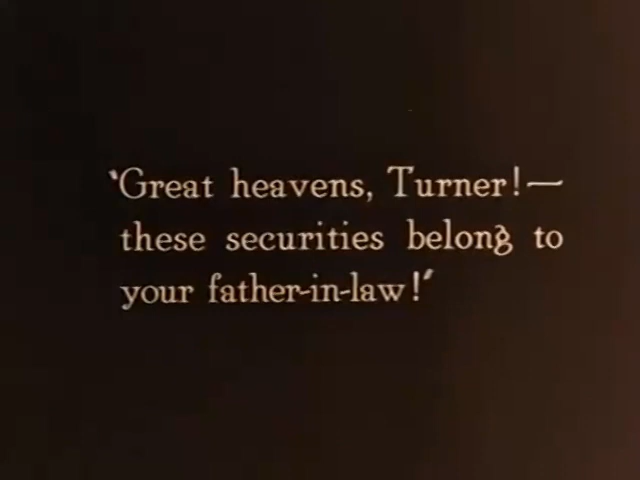 ‘Great heavens, Turner!—
these securities belong to
your father-in-law!’